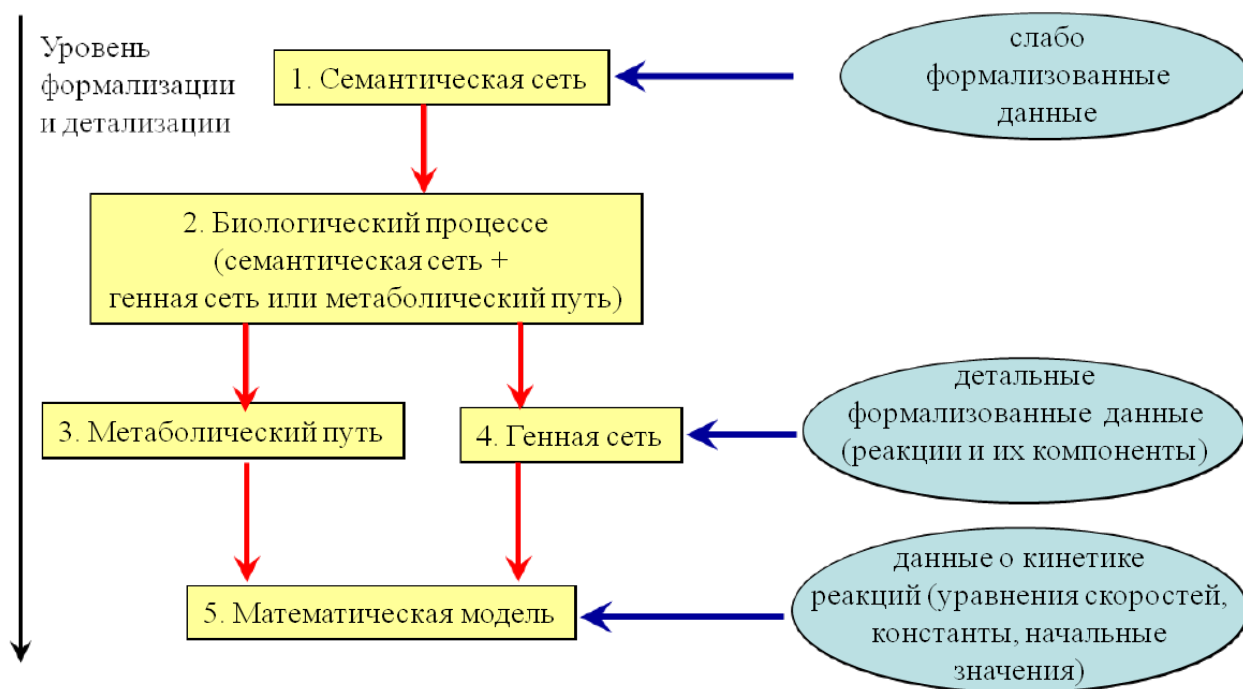 Уровень
формализации
и детализации
1. Семантическая сеть
слабо
формализованные
данные
2. Биологический процессе
(семантическая сеть +
генная сеть или метаболический путь)
3. Метаболический путь
4. Генная сеть
детальные
формализованные данные
(реакции и их компоненты)
5. Математическая модель
данные о кинетике
реакций (уравнения скоростей,
константы, начальные
значения)